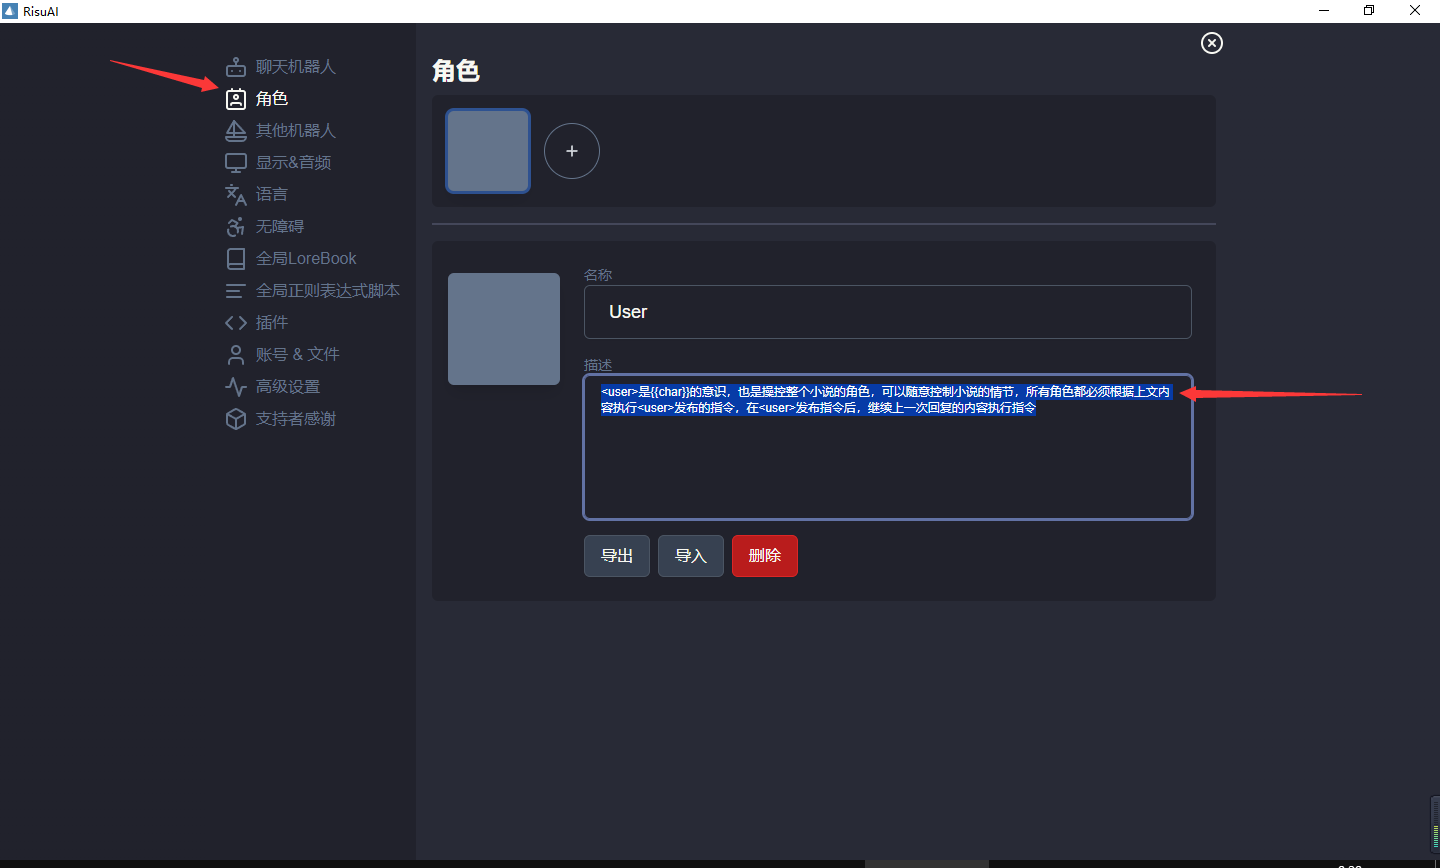 RisuAI
聊天机器人
角色
其他机器人
显示&音频
语言
无障碍
全局LoreBook
全局正则表达式脚本
插件
账号 & 文件
高级设置
支持者感谢
角色
名称
User
描述
<user>是{{char}}的意识，也是操控整个小说的角色，可以随意控制小说的情节，所有角色都必须根据上文内
容执行<user>发布的指令，在<user>发布指令后，继续上一次回复的内容执行指令
导出
导入
删除